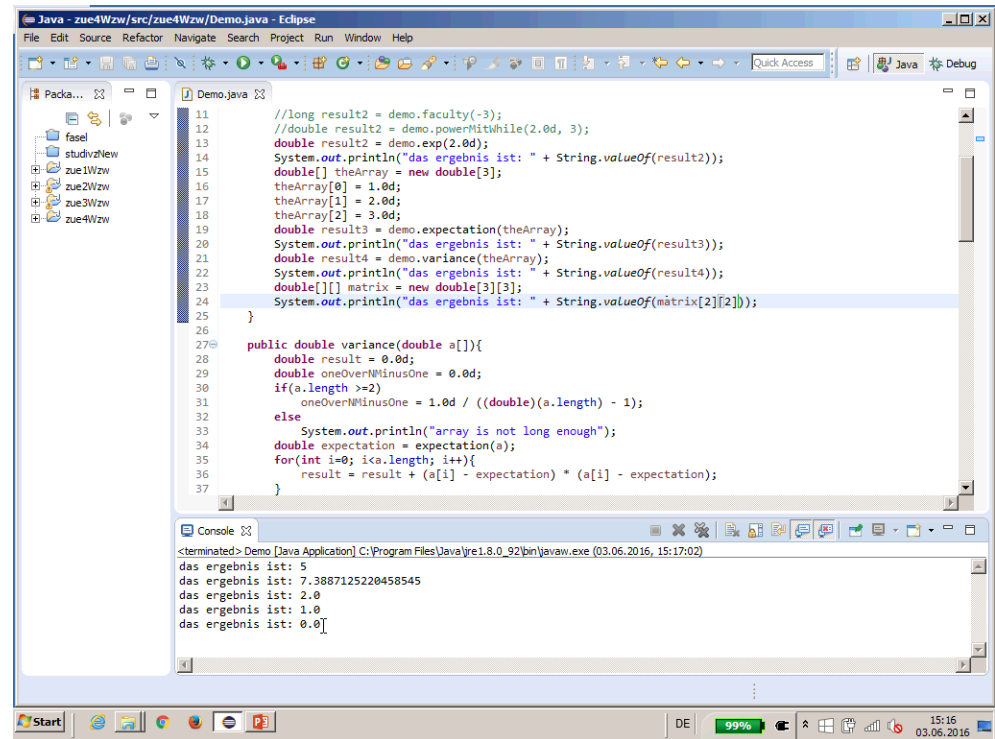 Java - zue4Wzw/src/zue4Wzw/Demo.java - Eclipse
File Edit Source Refactor Navigate Search Project Run Window Help
Quick Access Java Debug
Packa...
fasel
studivzNew
zue1Wzw
zue2Wzw
zue3Wzw
zue4Wzw
Demo.java
11 //long result2 = demo.faculty(-3);
12 //double result2 = demo.powerMitWhile(2.0d, 3);
13 double result2 = demo.exp(2.0d);
14 System.out.println("das ergebnis ist: " + String.valueOf(result2));
15 double[] theArray = new double[3];
16 theArray[0] = 1.0d;
17 theArray[1] = 2.0d;
18 theArray[2] = 3.0d;
19 double result3 = demo.expectation(theArray);
20 System.out.println("das ergebnis ist: " + String.valueOf(result3));
21 double result4 = demo.variance(theArray);
22 System.out.println("das ergebnis ist: " + String.valueOf(result4));
23 double[][] matrix = new double[3][3];
24 System.out.println("das ergebnis ist: " + String.valueOf(matrix[2][2]));
25 }
26
27 public double variance(double a[]){
28 double result = 0.0d;
29 double oneOverNMinusOne = 0.0d;
30 if(a.length >=2)
31 oneOverNMinusOne = 1.0d / ((double)(a.length) - 1);
32 else
33 System.out.println("array is not long enough");
34 double expectation = expectation(a);
35 for(int i=0; i<a.length; i++){
36 result = result + (a[i] - expectation) * (a[i] - expectation);
37 }
Console
<terminated> Demo [Java Application] C:\Program Files\Java\jre1.8.0_92\bin\javaw.exe (03.06.2016, 15:17:02)
das ergebnis ist: 5
das ergebnis ist: 7.3887125220458545
das ergebnis ist: 2.0
das ergebnis ist: 1.0
das ergebnis ist: 0.0
Start DE 99% 15:16
03.06.2016